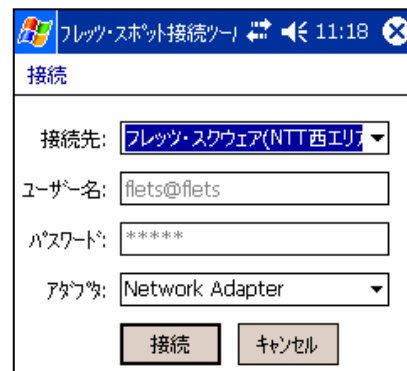 フレッツ・スポット接続ツール 11:18
接続
接続先: フレッツ・スクウェア(NTT西エリア
ユーザー名: flets@flets
パスワード: *****
アダプタ: Network Adapter
接続 キャンセル